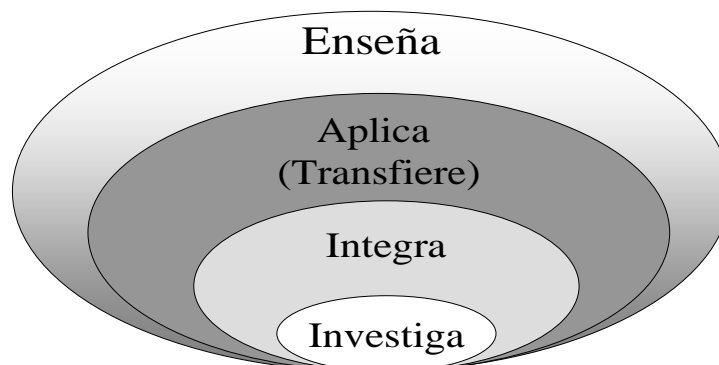 Enseña
Aplica
(Transfiere)
Integra
Investiga